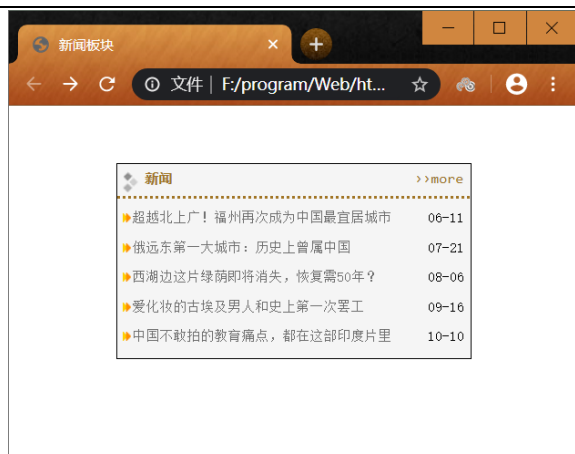 新闻板块
文件 | F:/program/Web/ht...
新闻 >>more
超越北上广！福州再次成为中国最宜居城市 06-11
俄远东第一大城市：历史上曾属中国 07-21
西湖边这片绿荫即将消失，恢复需50年？ 08-06
爱化妆的古埃及男人和史上第一次罢工 09-16
中国不敢拍的教育痛点，都在这部印度片里 10-10